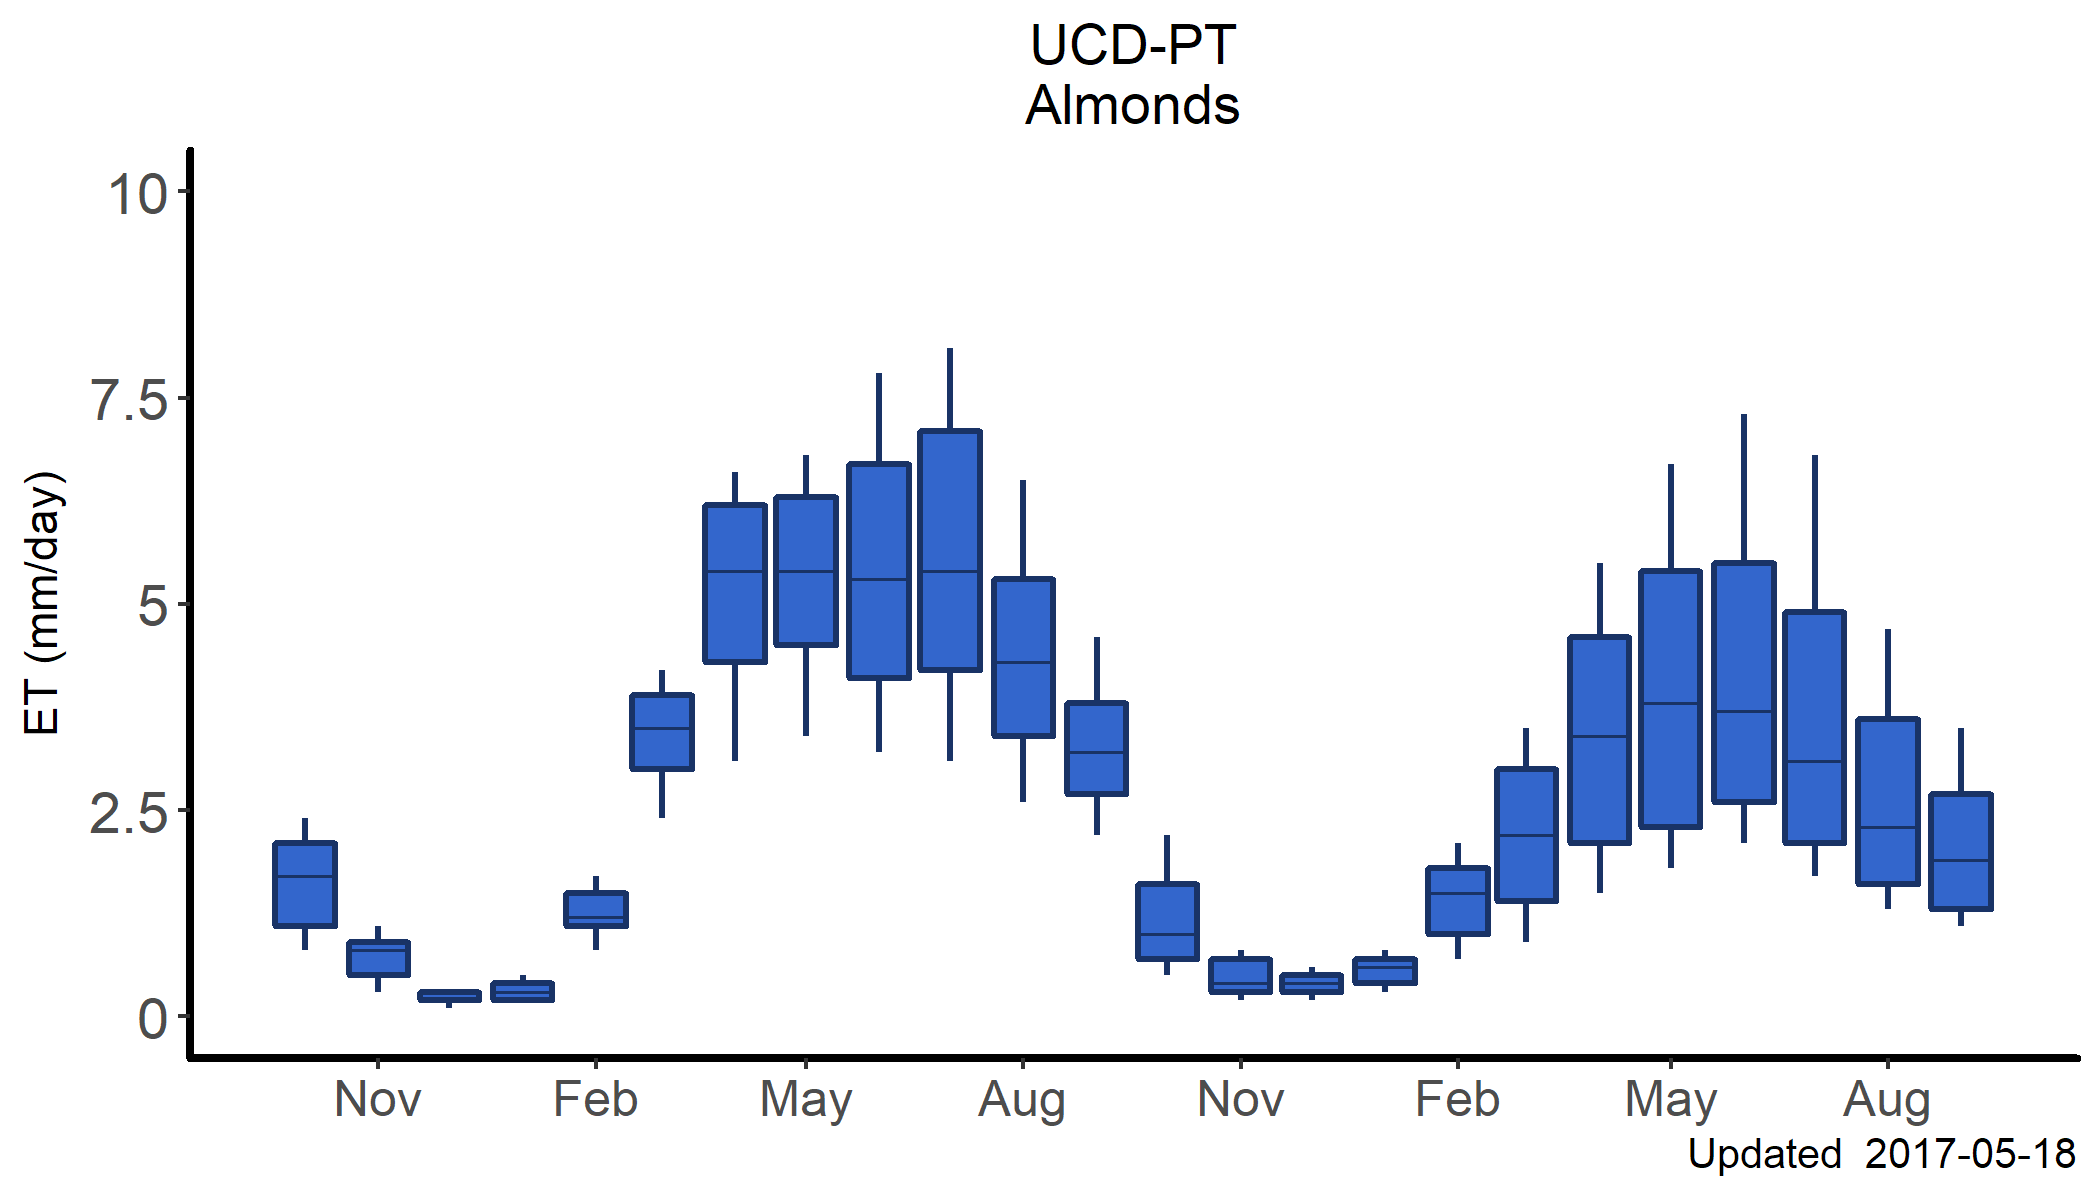 UCD-PT
Almonds
ET (mm/day)
10
7.5
5
2.5
0
Nov Feb May Aug Nov Feb May Aug
Updated 2017-05-18